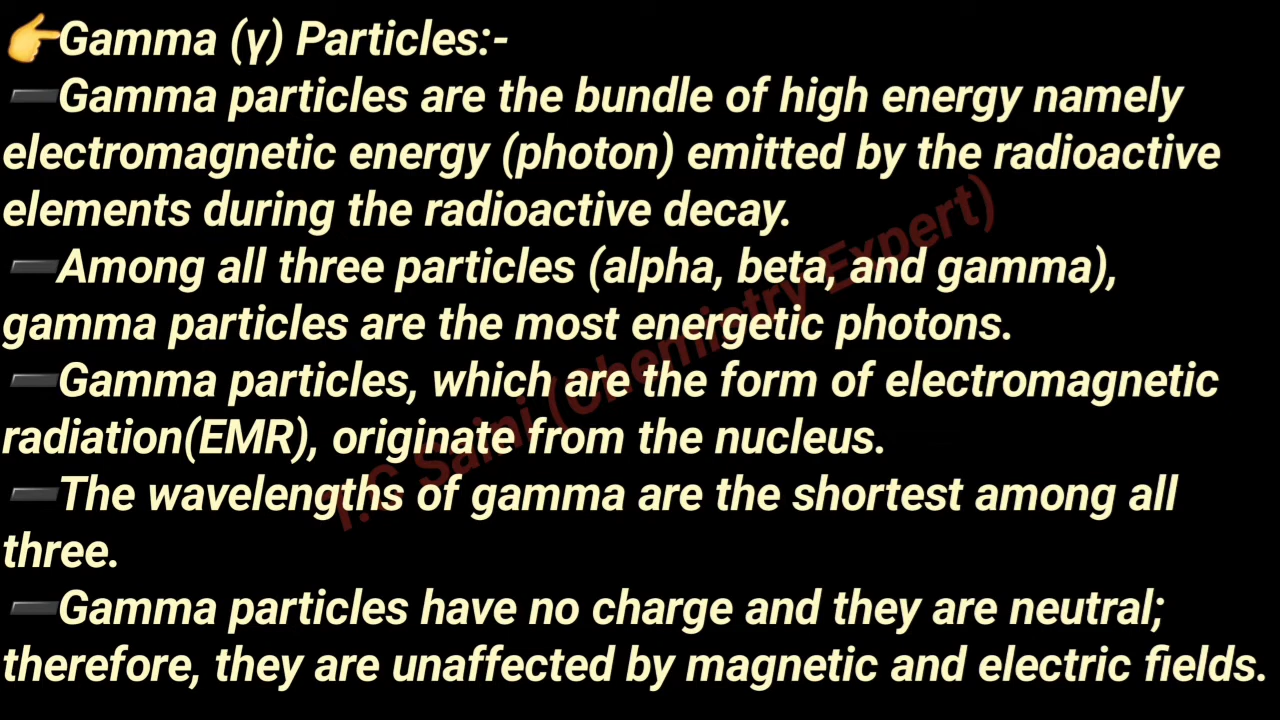 👉Gamma (γ) Particles:-
➖Gamma particles are the bundle of high energy namely
electromagnetic energy (photon) emitted by the radioactive
elements during the radioactive decay.
➖Among all three particles (alpha, beta, and gamma),
gamma particles are the most energetic photons.
➖Gamma particles, which are the form of electromagnetic
radiation(EMR), originate from the nucleus.
➖The wavelengths of gamma are the shortest among all
three.
➖Gamma particles have no charge and they are neutral;
therefore, they are unaffected by magnetic and electric fields.
T.C Saini (Chemistry Expert)